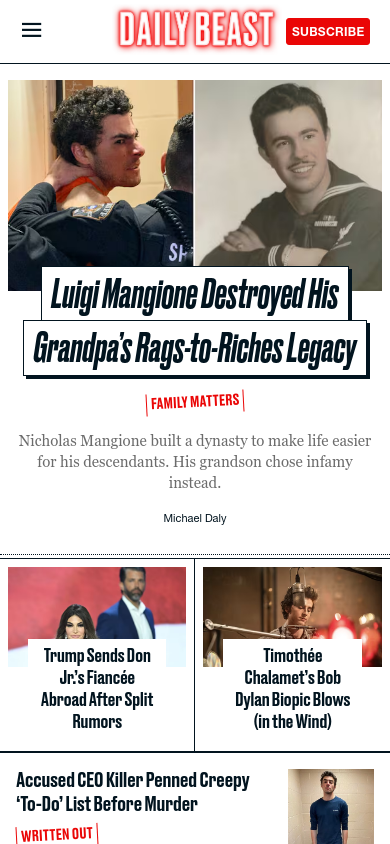 DAILY BEAST
SUBSCRIBE
SH
Luigi Mangione Destroyed His
Grandpa's Rags-to-Riches Legacy
FAMILY MATTERS
Nicholas Mangione built a dynasty to make life easier
for his descendants. His grandson chose infamy
instead.
Michael Daly
Trump Sends Don
Jr.'s Fiancée
Abroad After Split
Rumors
Timothée
Chalamet's Bob
Dylan Biopic Blows
(in the Wind)
Accused CEO Killer Penned Creepy
'To-Do' List Before Murder
WRITTEN OUT